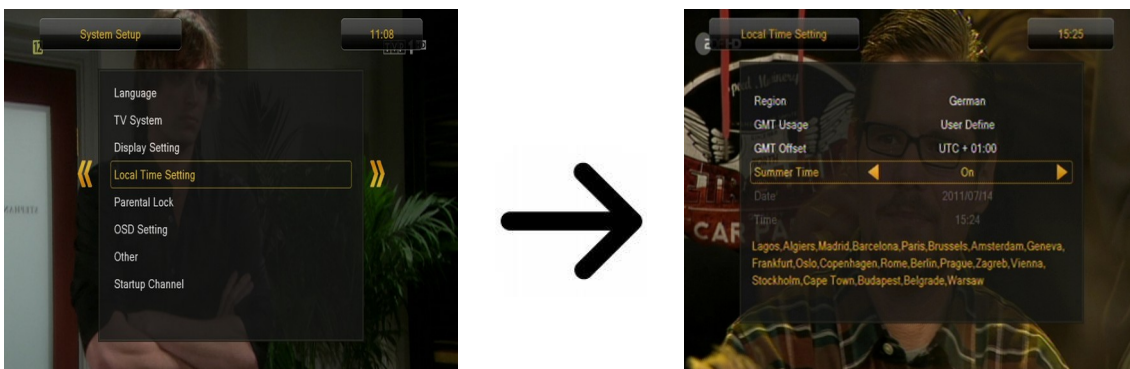 System Setup
11:08
Language
TV System
Display Setting
Local Time Setting
Parental Lock
OSD Setting
Other
Startup Channel
Local Time Setting
15:25
Region German
GMT Usage User Define
GMT Offset UTC + 01:00
Summer Time On
Date 2011/07/14
Time 15:24
Lagos,Algiers,Madrid,Barcelona,Paris,Brussels,Amsterdam,Geneva,
Frankfurt,Oslo,Copenhagen,Rome,Berlin,Prague,Zagreb,Vienna,
Stockholm,Cape Town,Budapest,Belgrade,Warsaw